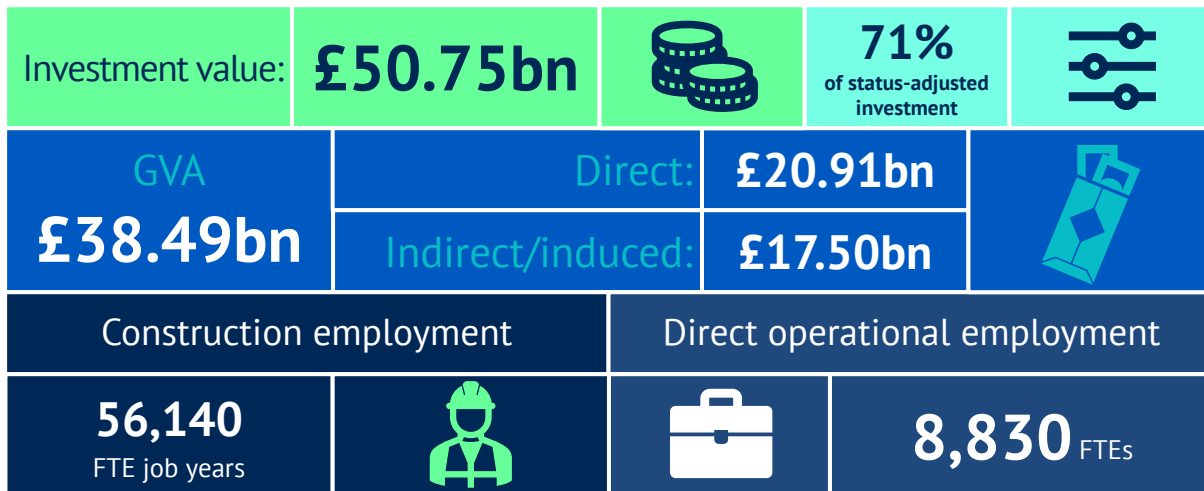 Investment value:
£50.75bn
71%
of status-adjusted
investment
GVA
£38.49bn
Direct:
£20.91bn
Indirect/induced:
£17.50bn
Construction employment
Direct operational employment
56,140
FTE job years
8,830 FTEs